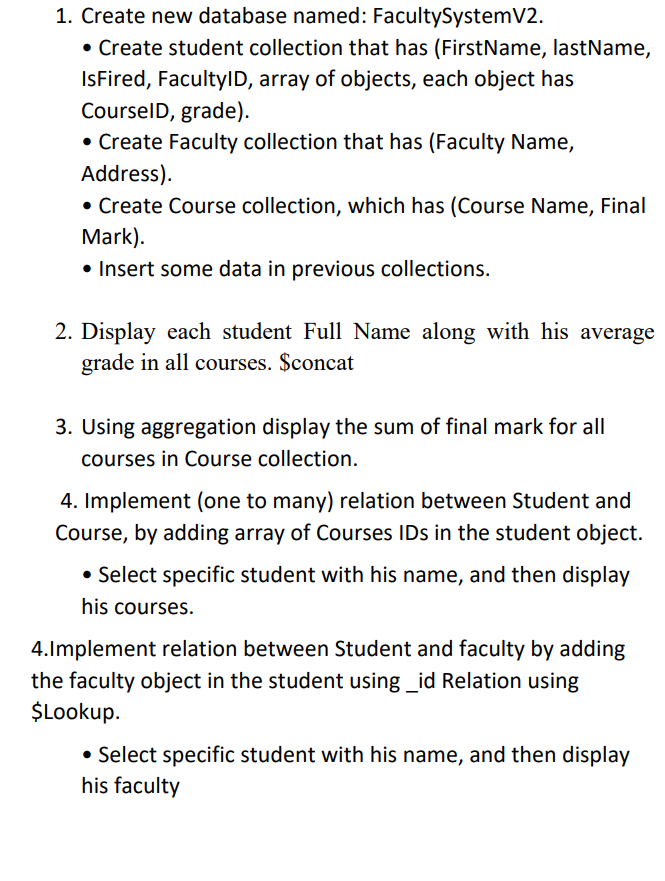 1. Create new database named: FacultySystemV2.
• Create student collection that has (FirstName, lastName,
IsFired, FacultyID, array of objects, each object has
CourseID, grade).
• Create Faculty collection that has (Faculty Name,
Address).
• Create Course collection, which has (Course Name, Final
Mark).
• Insert some data in previous collections.
2. Display each student Full Name along with his average
grade in all courses. $concat
3. Using aggregation display the sum of final mark for all
courses in Course collection.
4. Implement (one to many) relation between Student and
Course, by adding array of Courses IDs in the student object.
• Select specific student with his name, and then display
his courses.
4.Implement relation between Student and faculty by adding
the faculty object in the student using _id Relation using
$Lookup.
• Select specific student with his name, and then display
his faculty